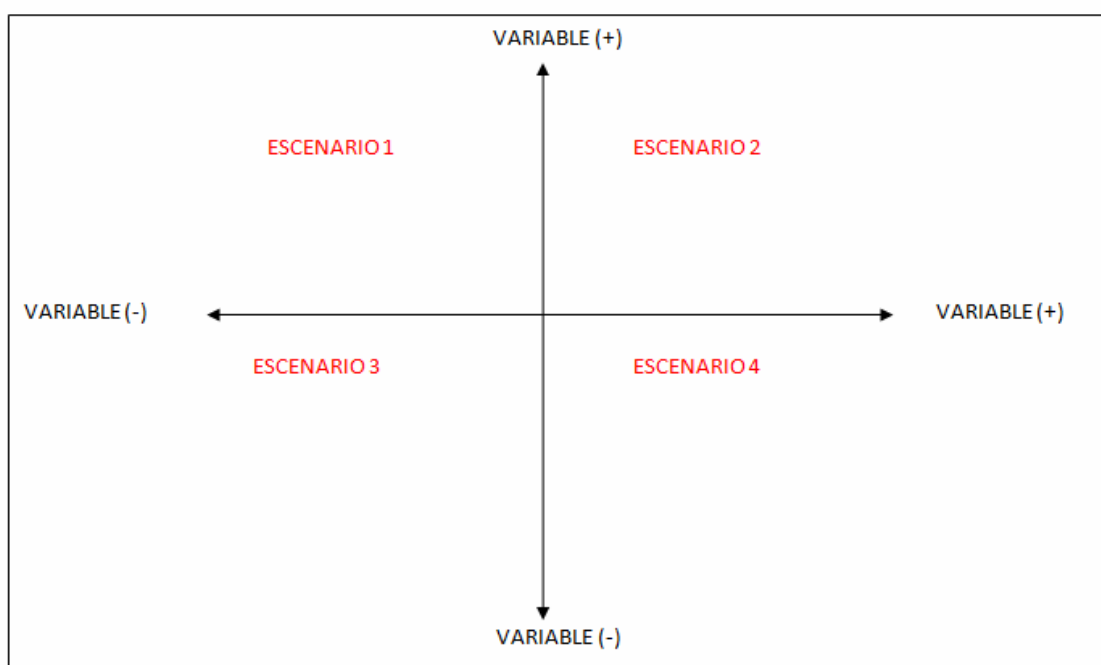 VARIABLE (+)
ESCENARIO 1
ESCENARIO 2
VARIABLE (-)
VARIABLE (+)
ESCENARIO 3
ESCENARIO 4
VARIABLE (-)